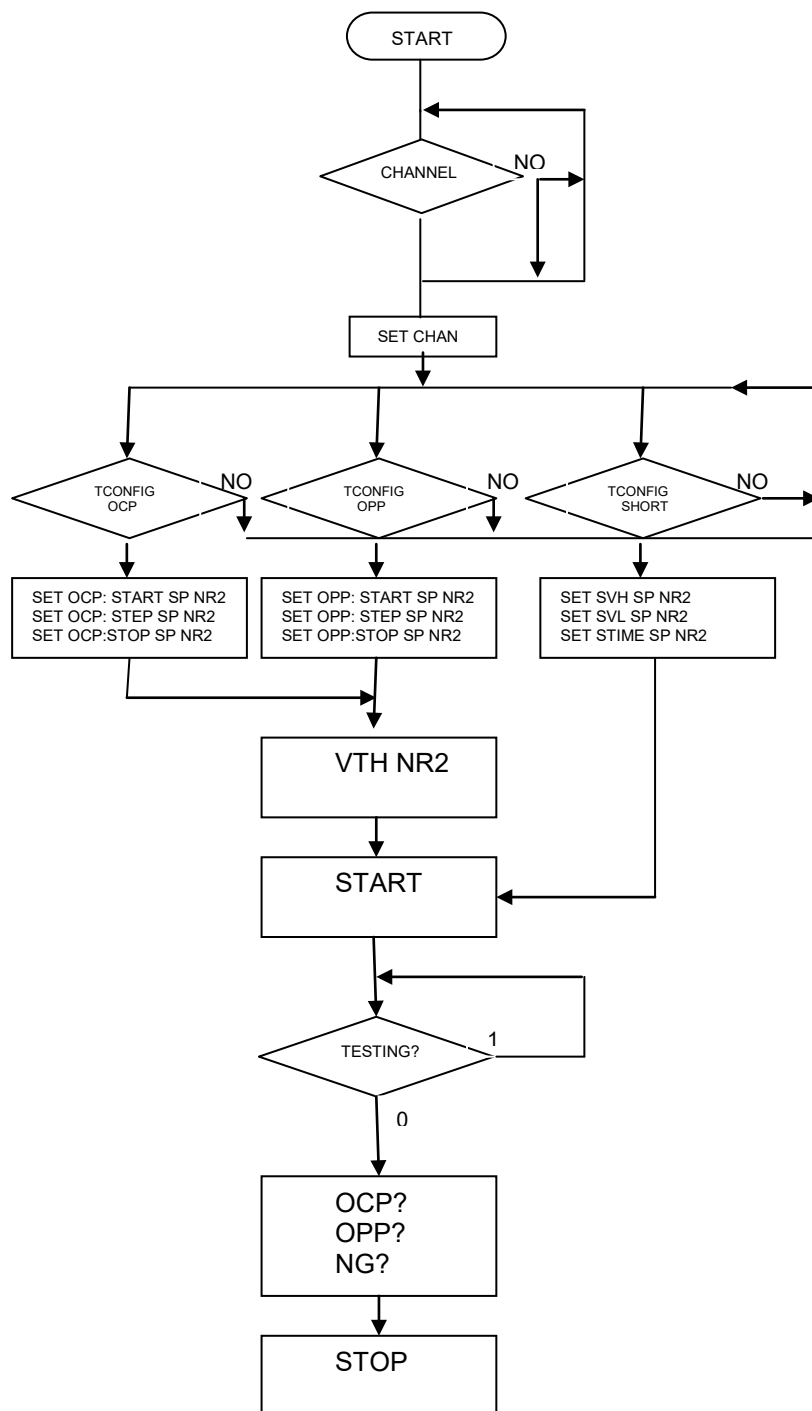 START
CHANNEL
NO
SET CHAN
TCONFIG
OCP
NO
TCONFIG
OPP
NO
TCONFIG
SHORT
NO
SET OCP: START SP NR2
SET OCP: STEP SP NR2
SET OCP:STOP SP NR2
SET OPP: START SP NR2
SET OPP: STEP SP NR2
SET OPP:STOP SP NR2
SET SVH SP NR2
SET SVL SP NR2
SET STIME SP NR2
VTH NR2
START
TESTING?
1
0
OCP?
OPP?
NG?
STOP